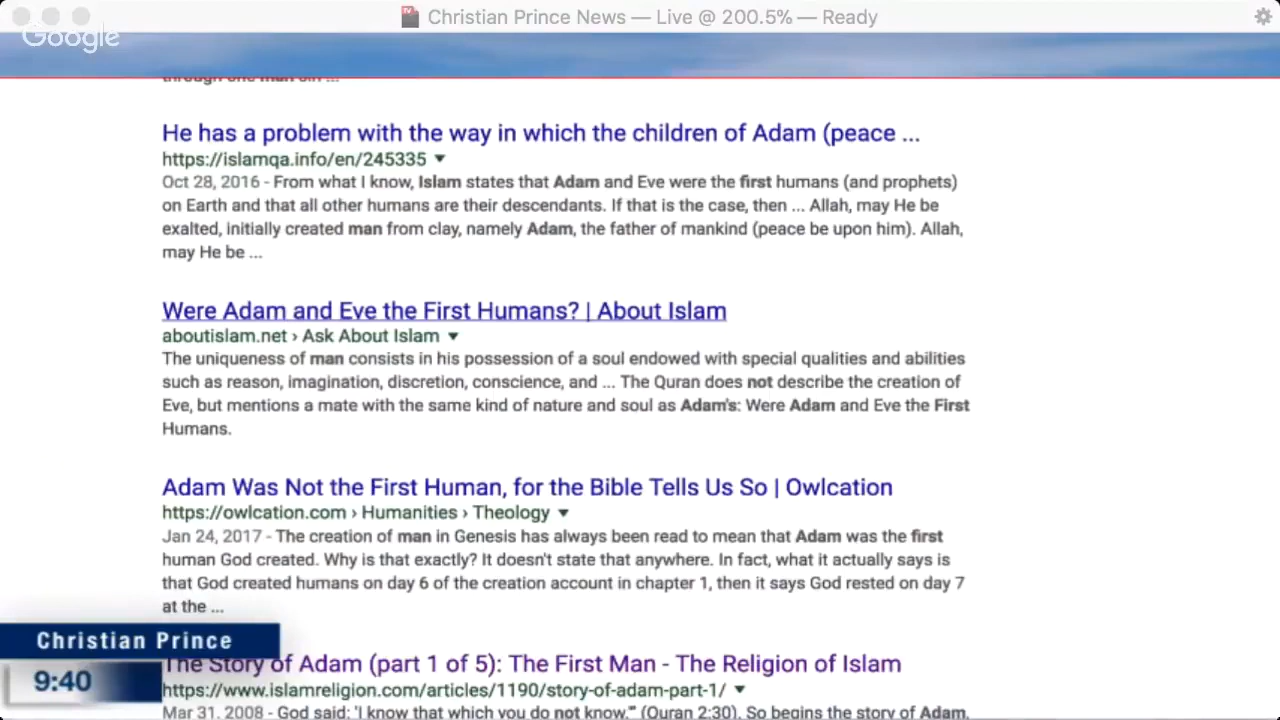 Christian Prince News — Live @ 200.5% — Ready
Google
through one man sin ...
He has a problem with the way in which the children of Adam (peace ...
https://islamqa.info/en/245335
Oct 28, 2016 - From what I know, Islam states that Adam and Eve were the first humans (and prophets)
on Earth and that all other humans are their descendants. If that is the case, then ... Allah, may He be
exalted, initially created man from clay, namely Adam, the father of mankind (peace be upon him). Allah,
may He be ...
Were Adam and Eve the First Humans? | About Islam
aboutislam.net › Ask About Islam
The uniqueness of man consists in his possession of a soul endowed with special qualities and abilities
such as reason, imagination, discretion, conscience, and ... The Quran does not describe the creation of
Eve, but mentions a mate with the same kind of nature and soul as Adam's: Were Adam and Eve the First
Humans.
Adam Was Not the First Human, for the Bible Tells Us So | Owlcation
https://owlcation.com › Humanities › Theology
Jan 24, 2017 - The creation of man in Genesis has always been read to mean that Adam was the first
human God created. Why is that exactly? It doesn't state that anywhere. In fact, what it actually says is
that God created humans on day 6 of the creation account in chapter 1, then it says God rested on day 7
at the ...
Christian Prince
The Story of Adam (part 1 of 5): The First Man - The Religion of Islam
9:40
https://www.islamreligion.com/articles/1190/story-of-adam-part-1/
Mar 31, 2008 - God said: 'I know that which you do not know.'" (Quran 2:30). So begins the story of Adam,